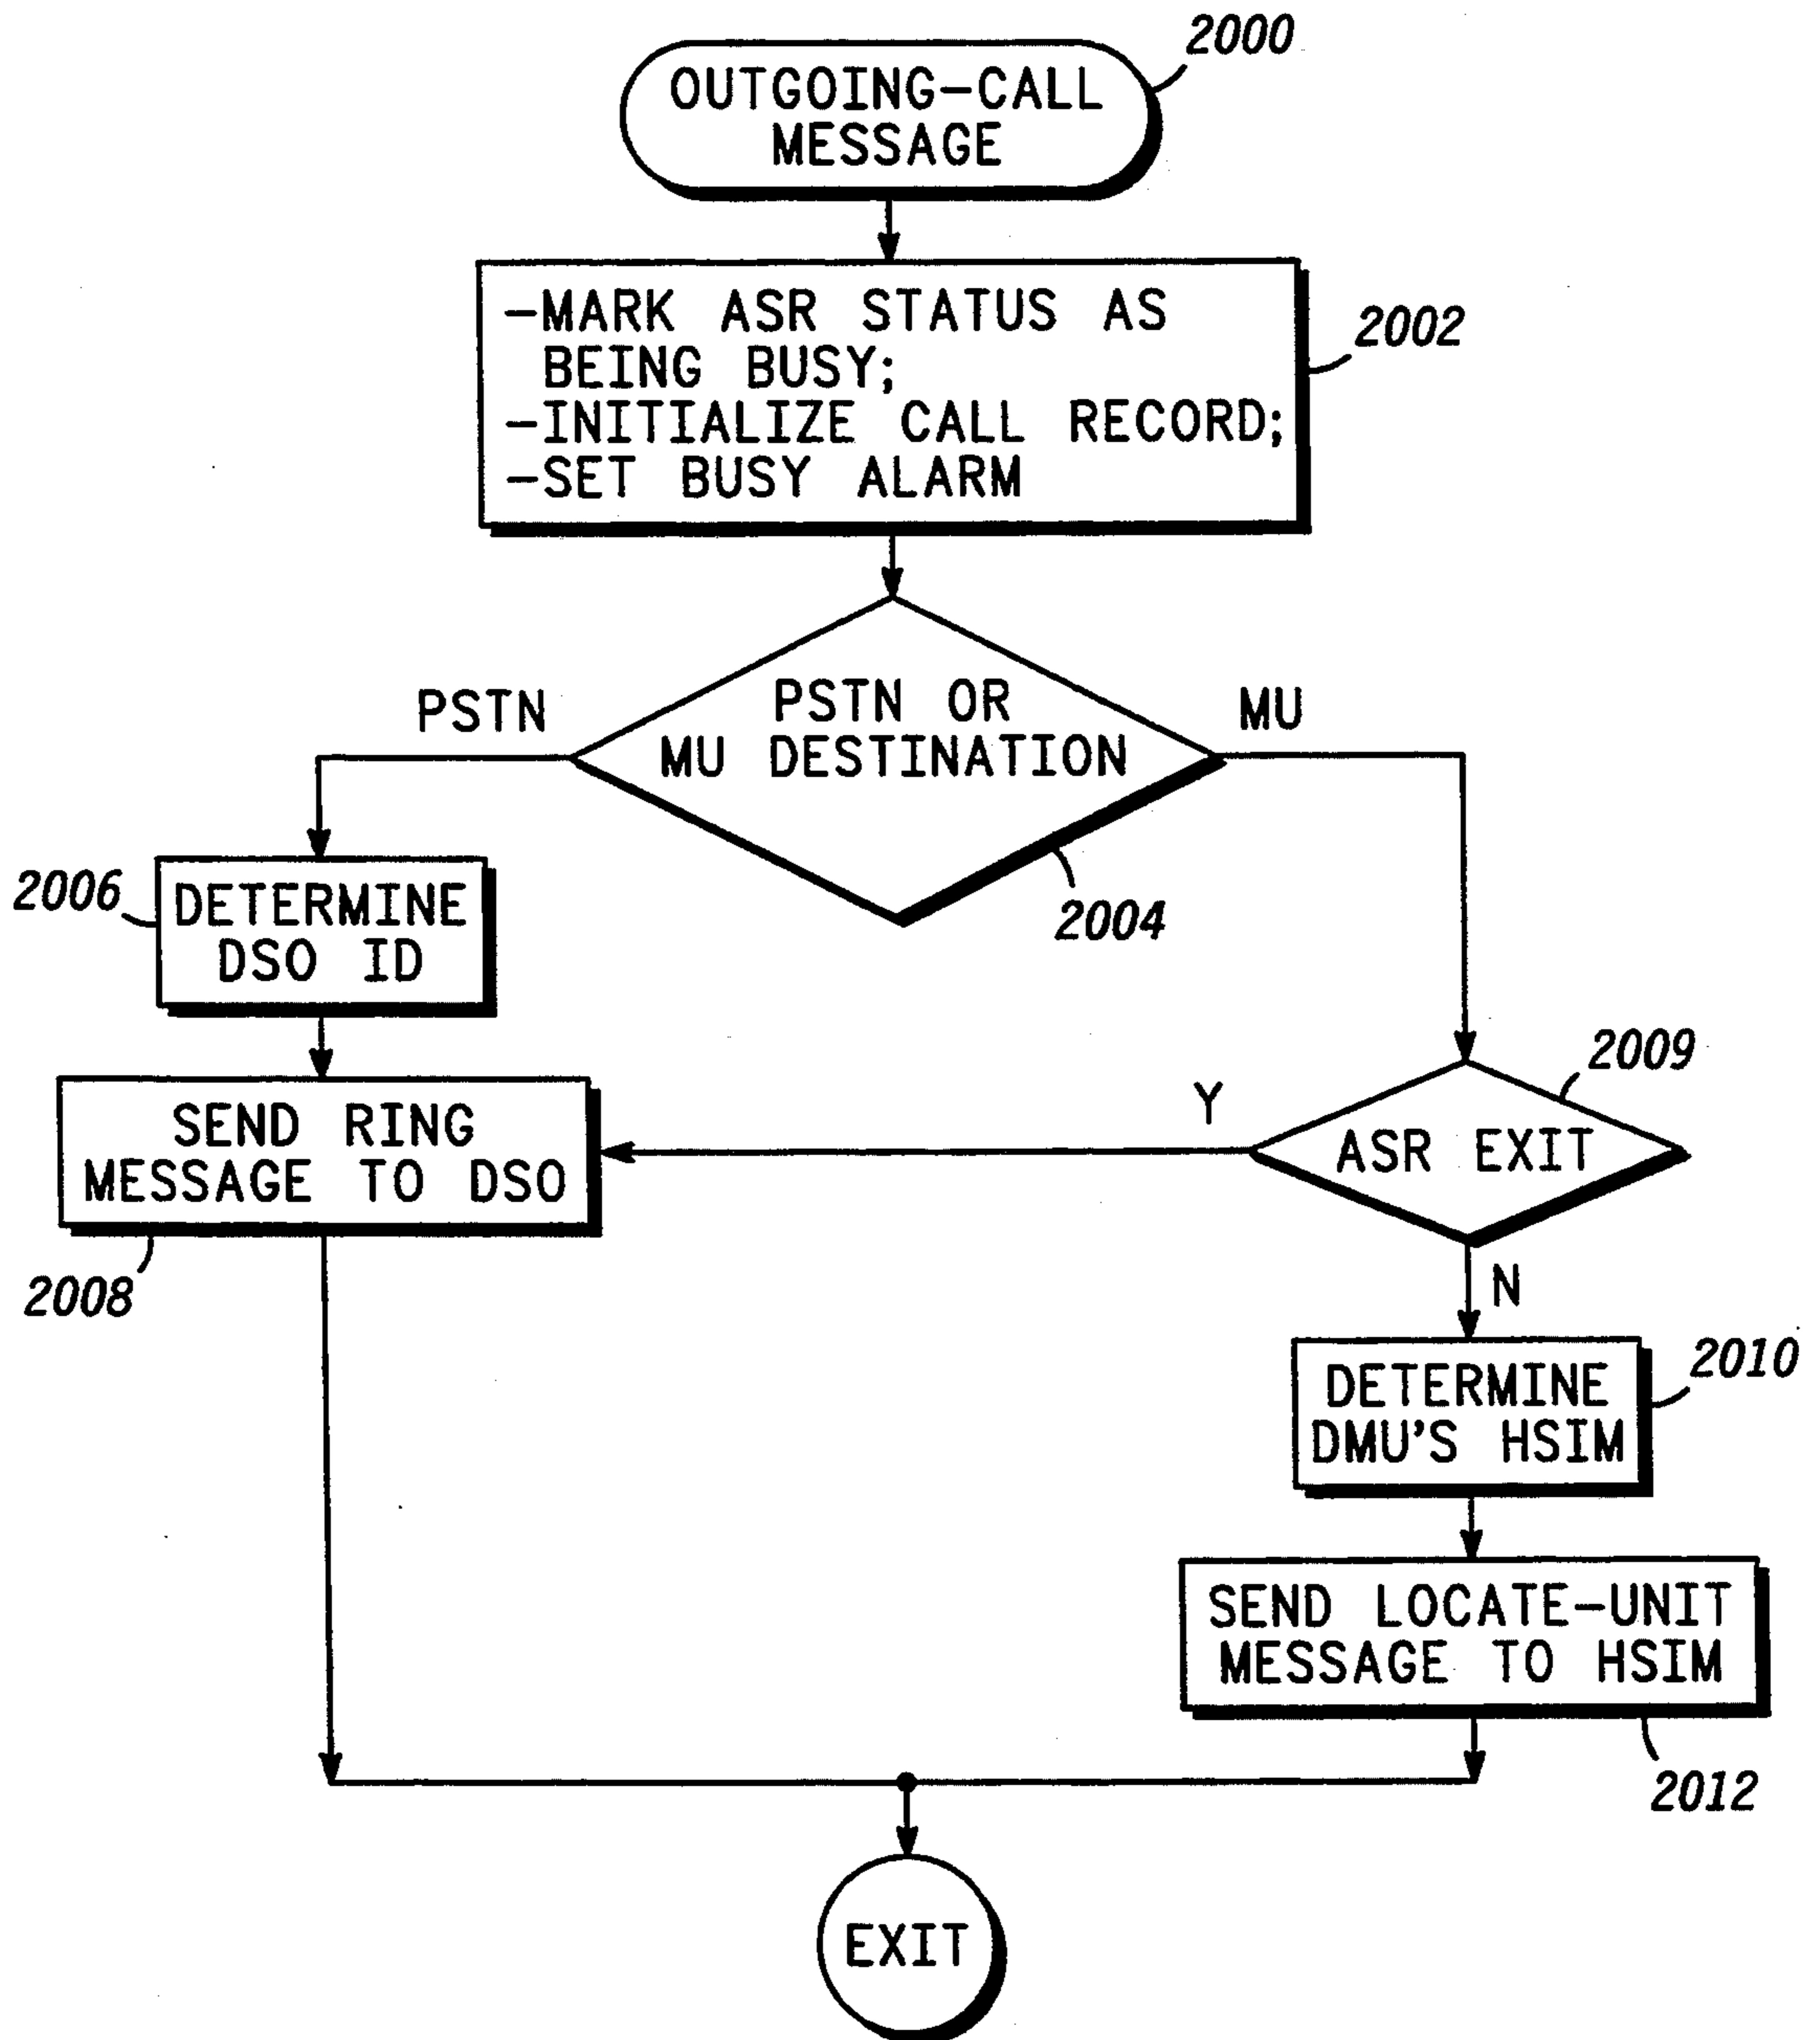 2000
OUTGOING-CALL
MESSAGE
-MARK ASR STATUS AS
BEING BUSY;
-INITIALIZE CALL RECORD;
-SET BUSY ALARM
2002
PSTN
PSTN OR
MU DESTINATION
MU
2004
2006
DETERMINE
DSO ID
2009
SEND RING
MESSAGE TO DSO
Y
ASR EXIT
2008
N
DETERMINE
DMU'S HSIM
2010
SEND LOCATE-UNIT
MESSAGE TO HSIM
2012
EXIT